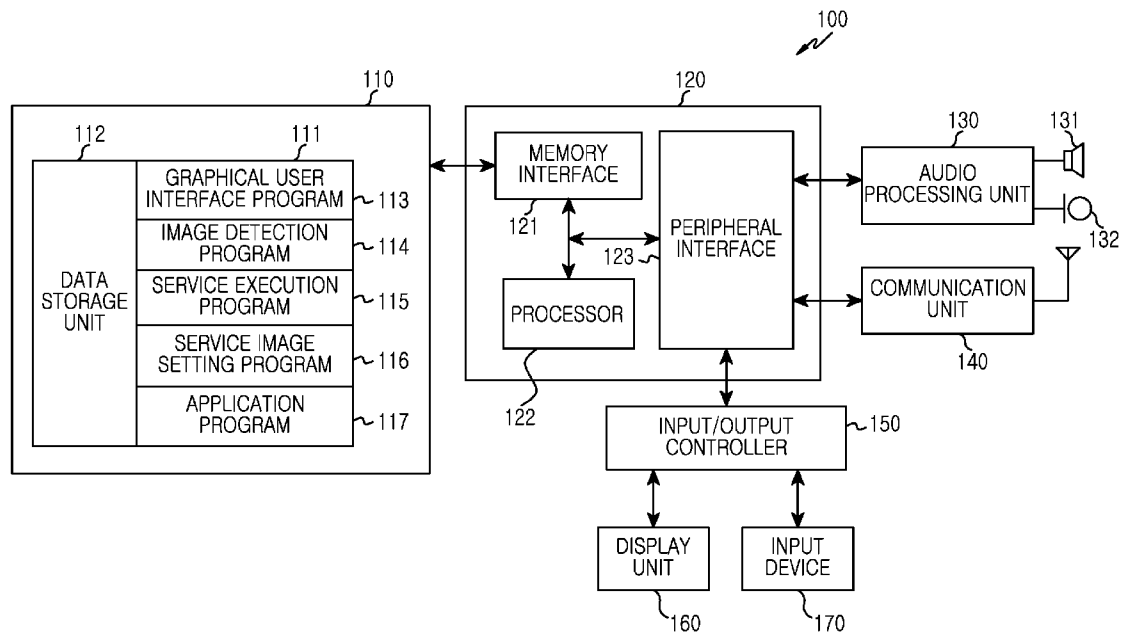 100
110
120
112
111
130
131
DATA
STORAGE
UNIT
GRAPHICAL USER
INTERFACE PROGRAM
113
IMAGE DETECTION
PROGRAM
114
SERVICE EXECUTION
PROGRAM
115
SERVICE IMAGE
SETTING PROGRAM
116
APPLICATION
PROGRAM
117
MEMORY
INTERFACE
121
PROCESSOR
122
PERIPHERAL
INTERFACE
123
AUDIO
PROCESSING UNIT
132
COMMUNICATION
UNIT
140
INPUT/OUTPUT
CONTROLLER
150
DISPLAY
UNIT
160
INPUT
DEVICE
170